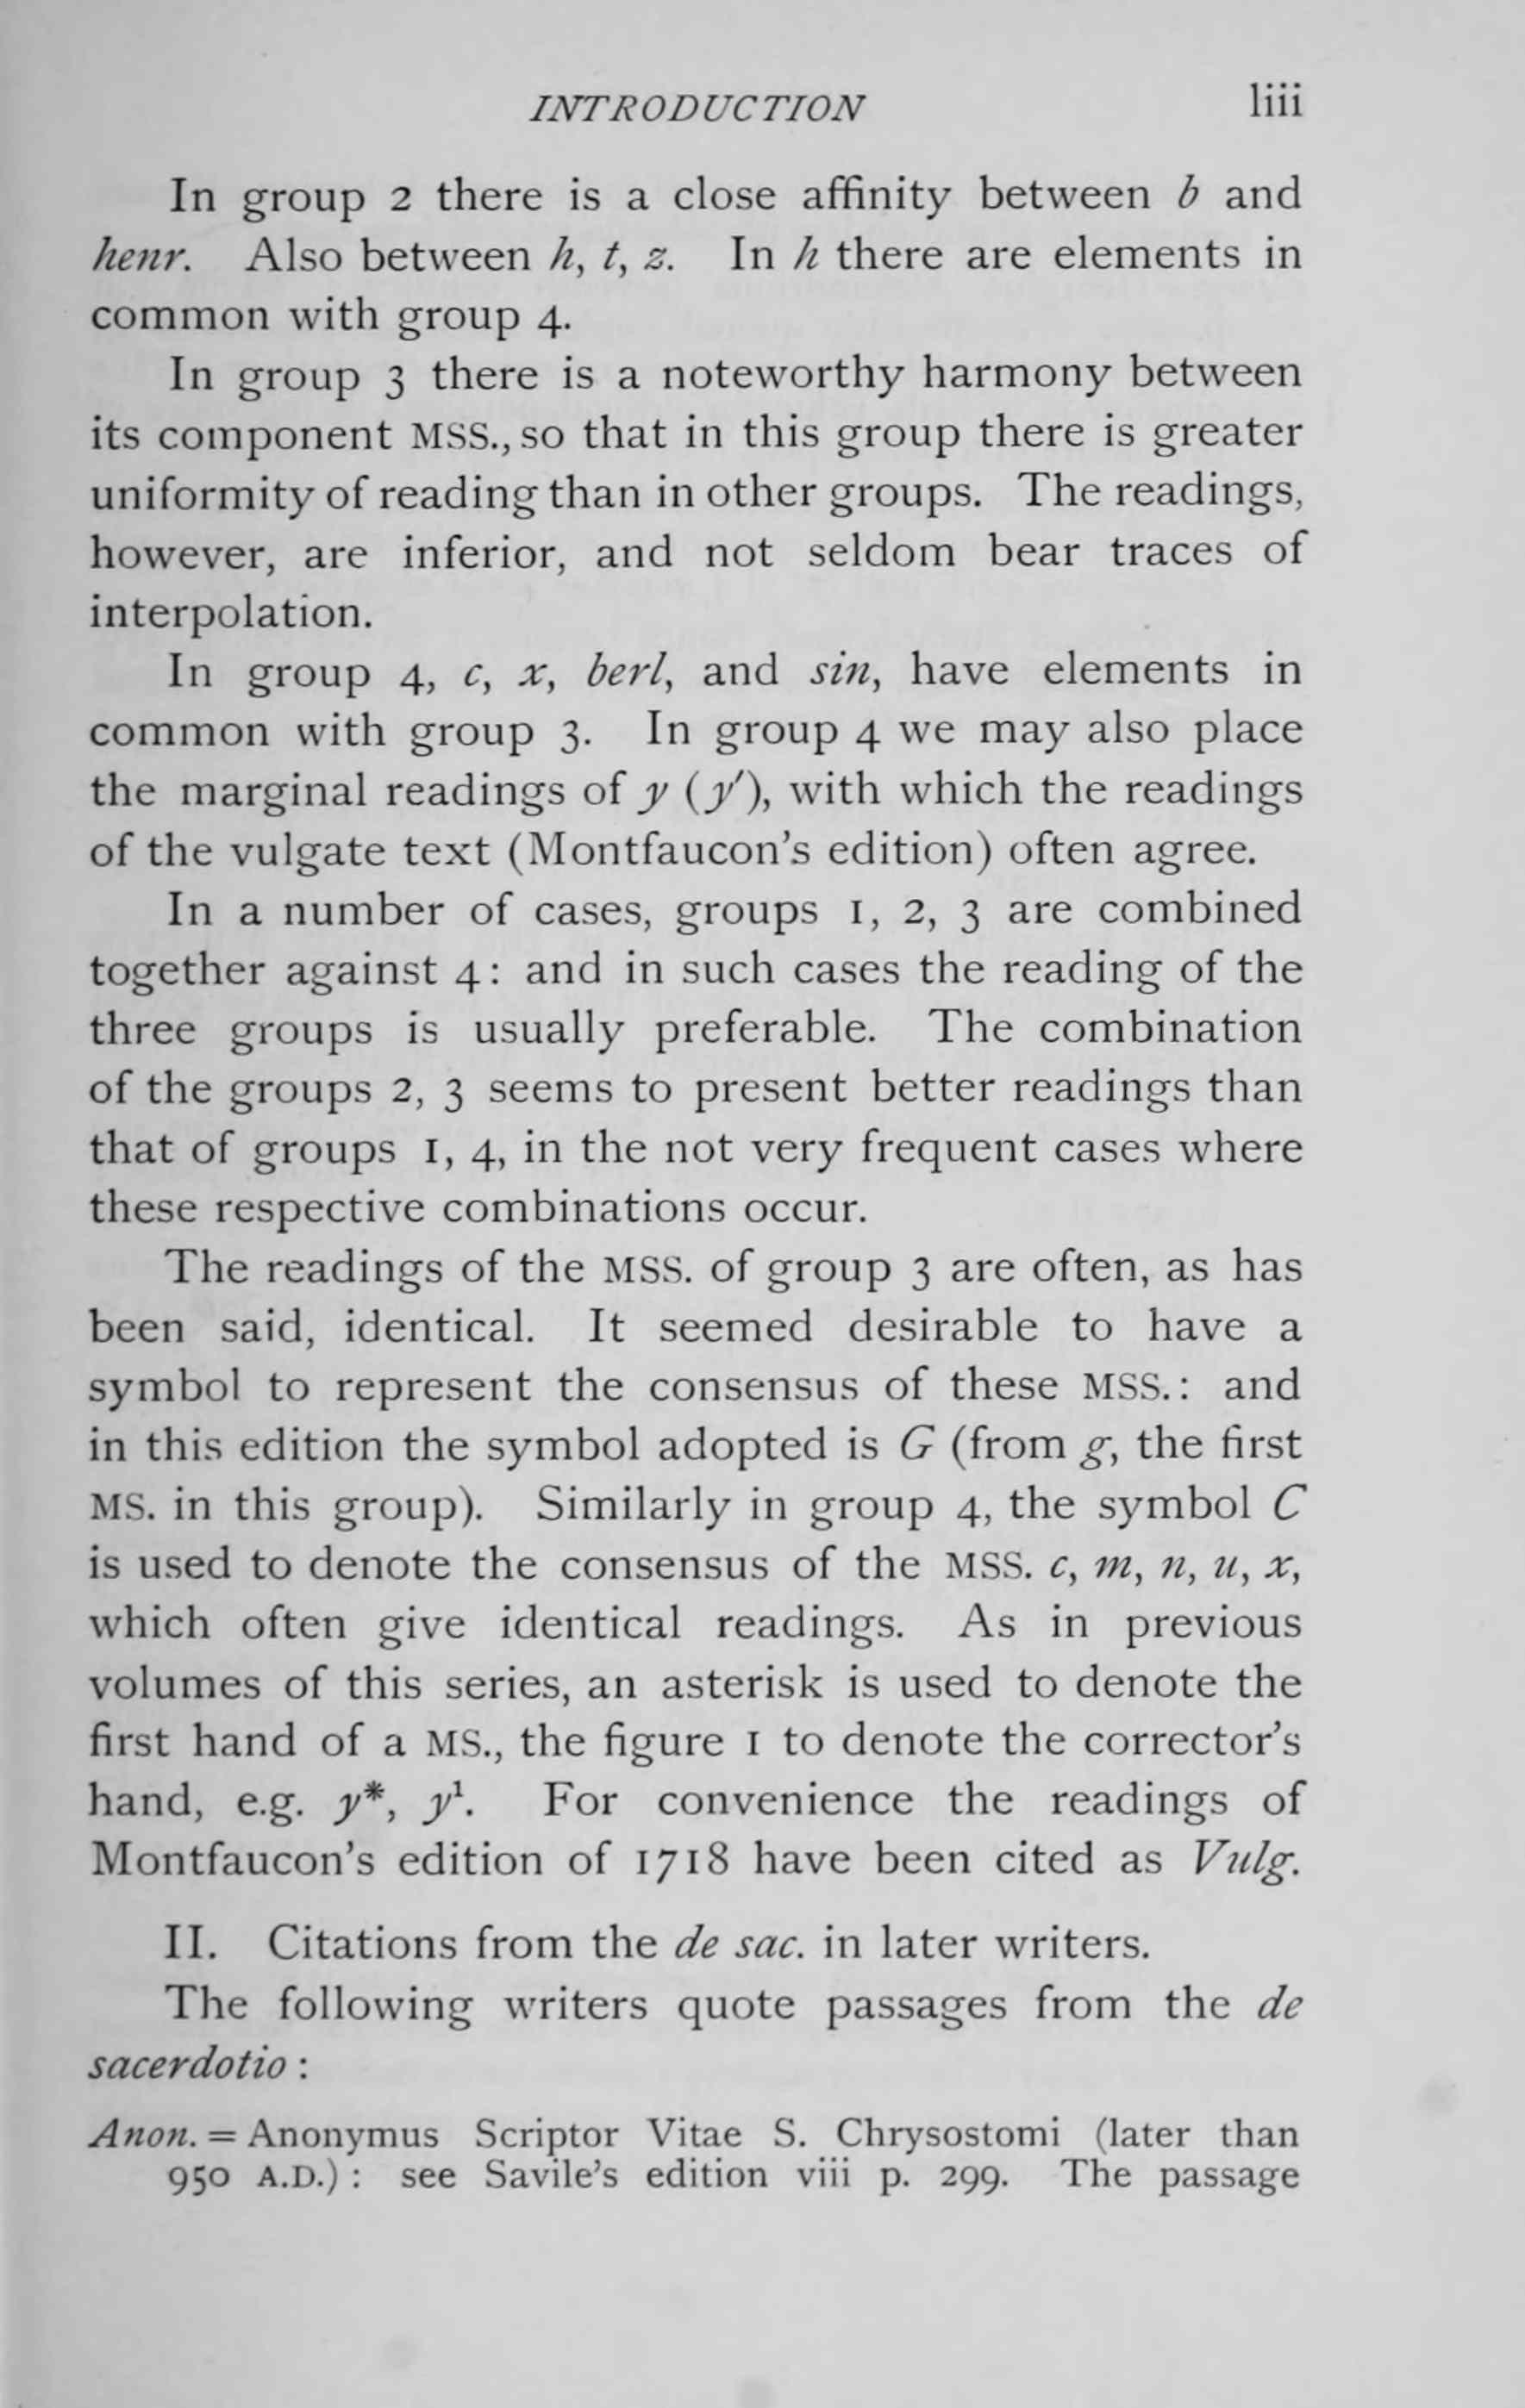 INTRODUCTION liii
In group 2 there is a close affinity between b and
henr. Also between h, t, z. In h there are elements in
common with group 4.
In group 3 there is a noteworthy harmony between
its component MSS., so that in this group there is greater
uniformity of reading than in other groups. The readings,
however, are inferior, and not seldom bear traces of
interpolation.
In group 4, c, x, berl, and sin, have elements in
common with group 3. In group 4 we may also place
the marginal readings of y (y′), with which the readings
of the vulgate text (Montfaucon's edition) often agree.
In a number of cases, groups 1, 2, 3 are combined
together against 4: and in such cases the reading of the
three groups is usually preferable. The combination
of the groups 2, 3 seems to present better readings than
that of groups 1, 4, in the not very frequent cases where
these respective combinations occur.
The readings of the MSS. of group 3 are often, as has
been said, identical. It seemed desirable to have a
symbol to represent the consensus of these MSS.: and
in this edition the symbol adopted is G (from g, the first
MS. in this group). Similarly in group 4, the symbol C
is used to denote the consensus of the MSS. c, m, n, u, x,
which often give identical readings. As in previous
volumes of this series, an asterisk is used to denote the
first hand of a MS., the figure 1 to denote the corrector's
hand, e.g. y*, y¹. For convenience the readings of
Montfaucon's edition of 1718 have been cited as Vulg.
II. Citations from the de sac. in later writers.
The following writers quote passages from the de
sacerdotio:
Anon. = Anonymus Scriptor Vitae S. Chrysostomi (later than
950 A.D.): see Savile's edition viii p. 299. The passage